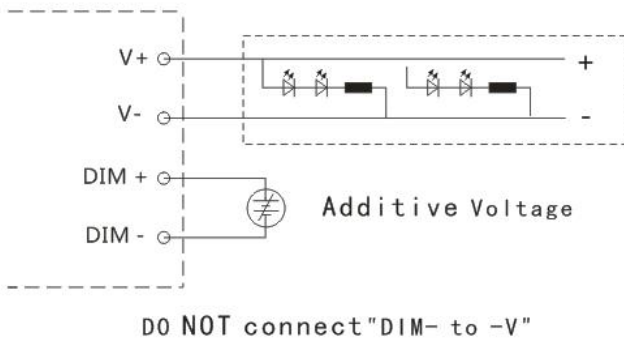 V+
+
V-
-
DIM +
Additive Voltage
DIM -
DO NOT connect"DIM- to -V"